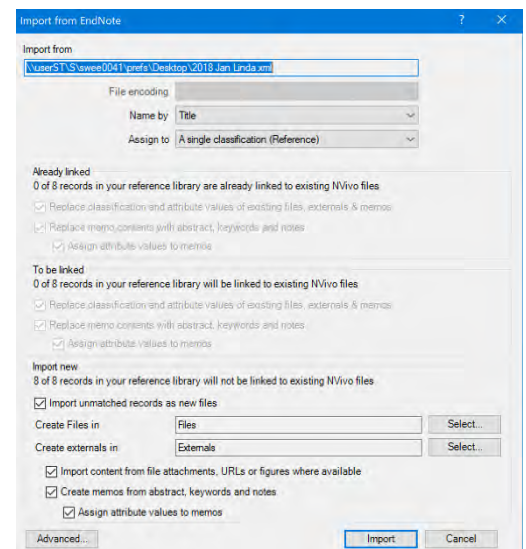 Import from EndNote ? ×
Import from
\\userST\S\swee0041\prefs\Desktop\2018 Jan Linda.xml
File encoding
Name by Title
Assign to A single classification (Reference)
Already linked
0 of 8 records in your reference library are already linked to existing NVivo files
Replace classification and attribute values of existing files, externals & memos
Replace memo contents with abstract, keywords and notes
Assign attribute values to memos
To be linked
0 of 8 records in your reference library will be linked to existing NVivo files
Replace classification and attribute values of existing files, externals & memos
Replace memo contents with abstract, keywords and notes
Assign attribute values to memos
Import new
8 of 8 records in your reference library will not be linked to existing NVivo files
Import unmatched records as new files
Create Files in Files Select...
Create externals in Externals Select...
Import content from file attachments, URLs or figures where available
Create memos from abstract, keywords and notes
Assign attribute values to memos
Advanced... Import Cancel